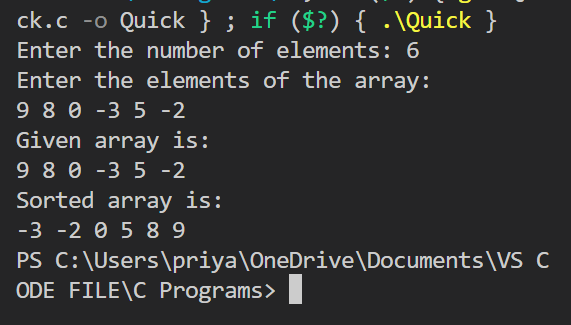 ck.c -o Quick } ; if ($?) { .\Quick }
Enter the number of elements: 6
Enter the elements of the array:
9 8 0 -3 5 -2
Given array is:
9 8 0 -3 5 -2
Sorted array is:
-3 -2 0 5 8 9
PS C:\Users\priya\OneDrive\Documents\VS C
ODE FILE\C Programs>